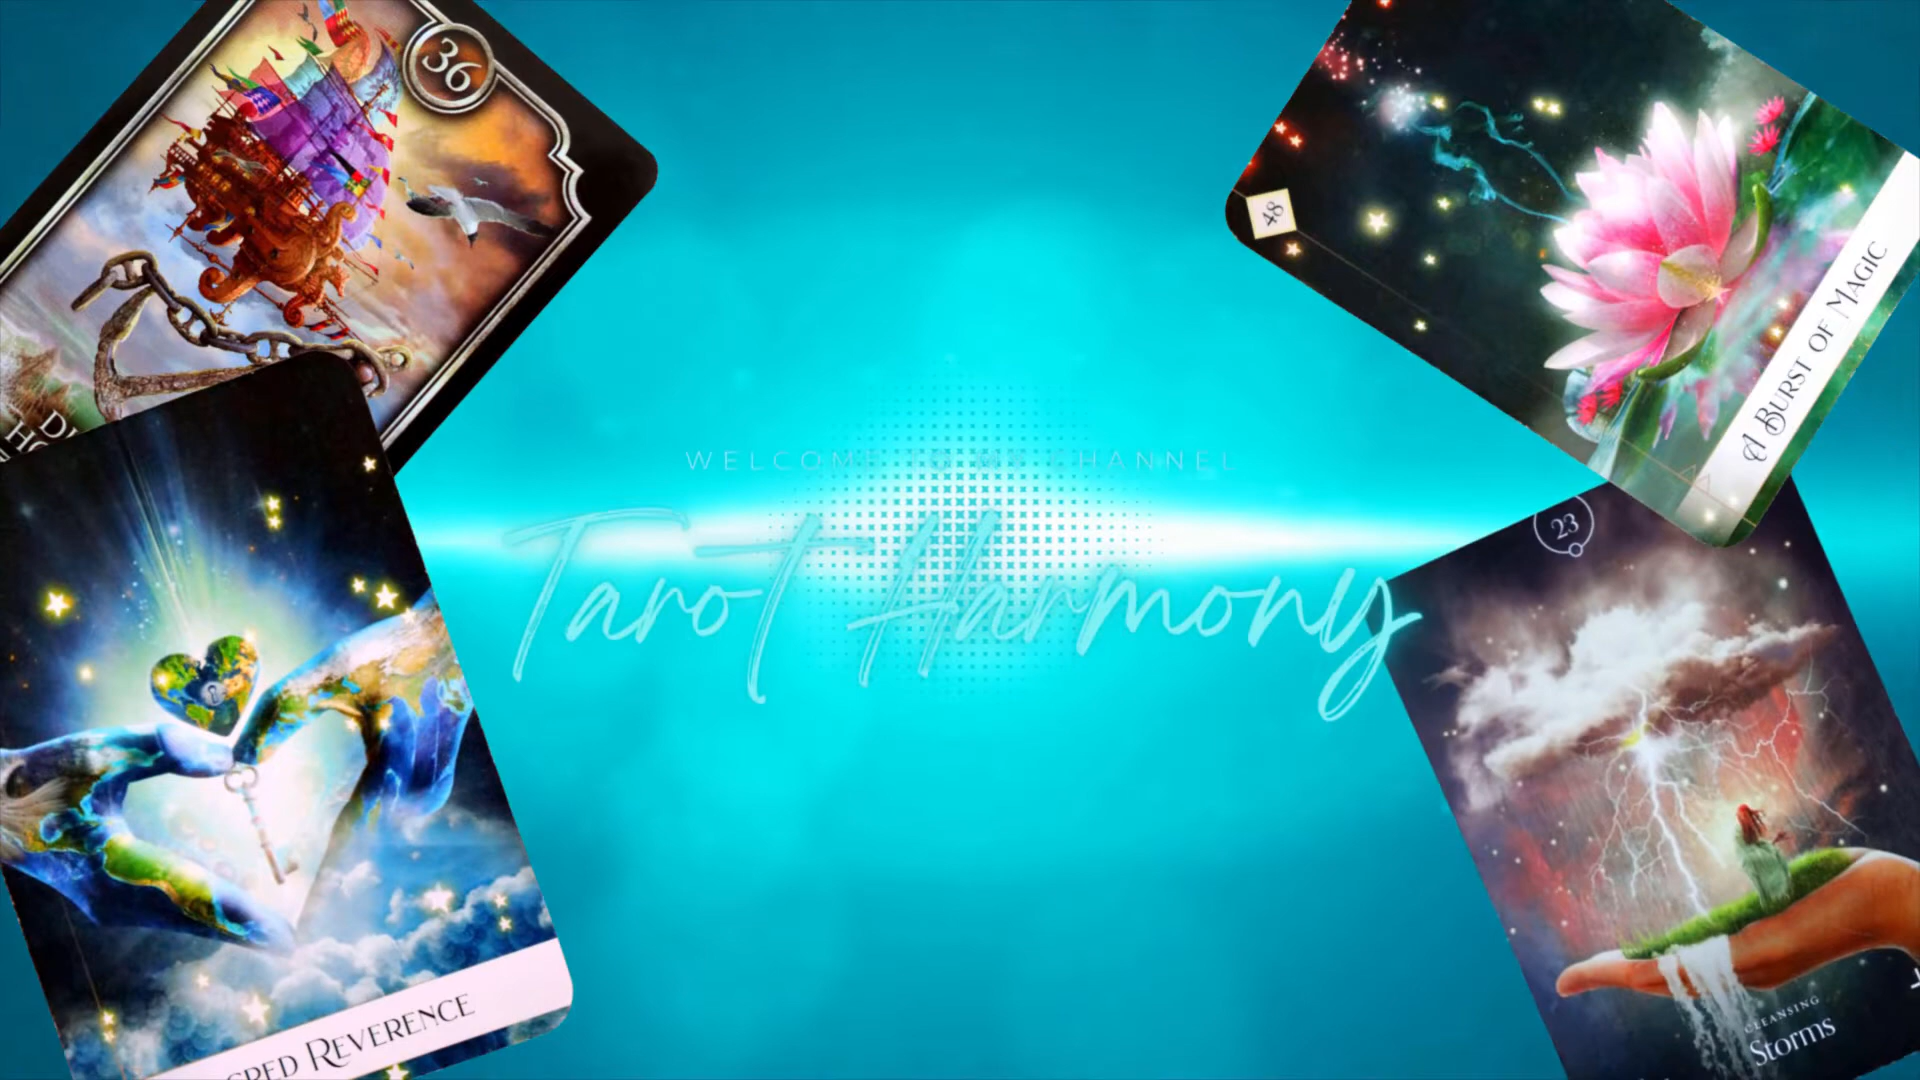 36
48
A BURST OF MAGIC
WELCOME TO MY CHANNEL
Tarot Harmony
23
CLEANSING
Storms
REVERENCE